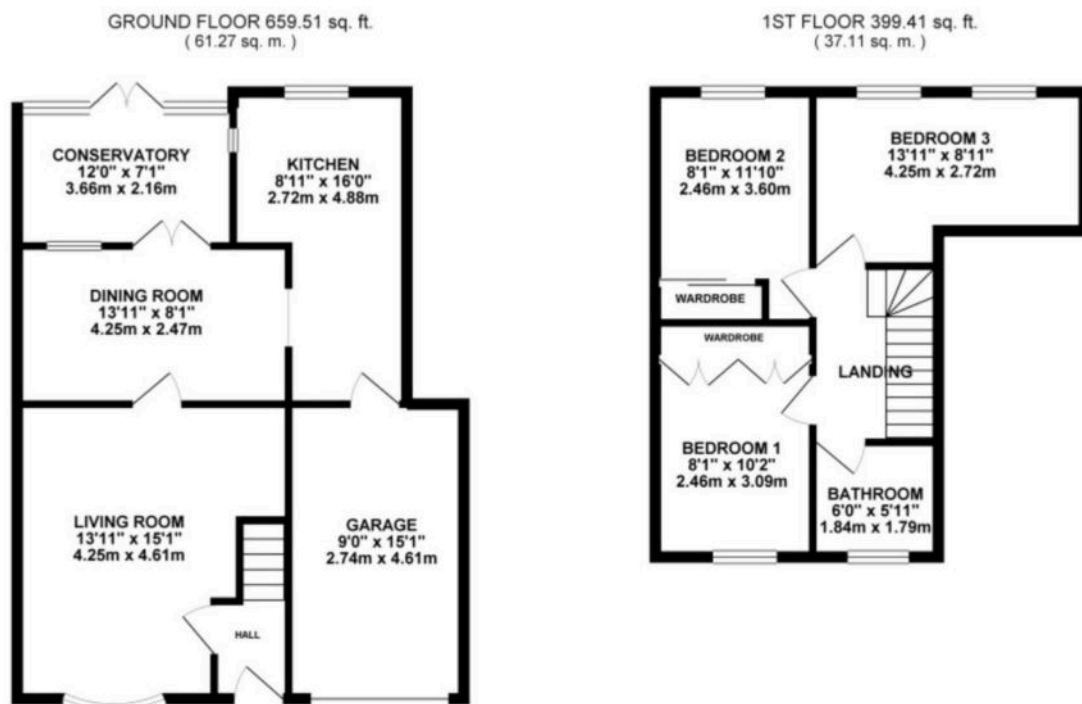 GROUND FLOOR 659.51 sq. ft.
( 61.27 sq. m. )
CONSERVATORY
12'0" x 7'1"
3.66m x 2.16m
KITCHEN
8'11" x 16'0"
2.72m x 4.88m
DINING ROOM
13'11" x 8'1"
4.25m x 2.47m
LIVING ROOM
13'11" x 15'1"
4.25m x 4.61m
GARAGE
9'0" x 15'1"
2.74m x 4.61m
HALL
1ST FLOOR 399.41 sq. ft.
( 37.11 sq. m. )
BEDROOM 2
8'1" x 11'10"
2.46m x 3.60m
BEDROOM 3
13'11" x 8'11"
4.25m x 2.72m
WARDROBE
WARDROBE
LANDING
BEDROOM 1
8'1" x 10'2"
2.46m x 3.09m
BATHROOM
6'0" x 5'11"
1.84m x 1.79m